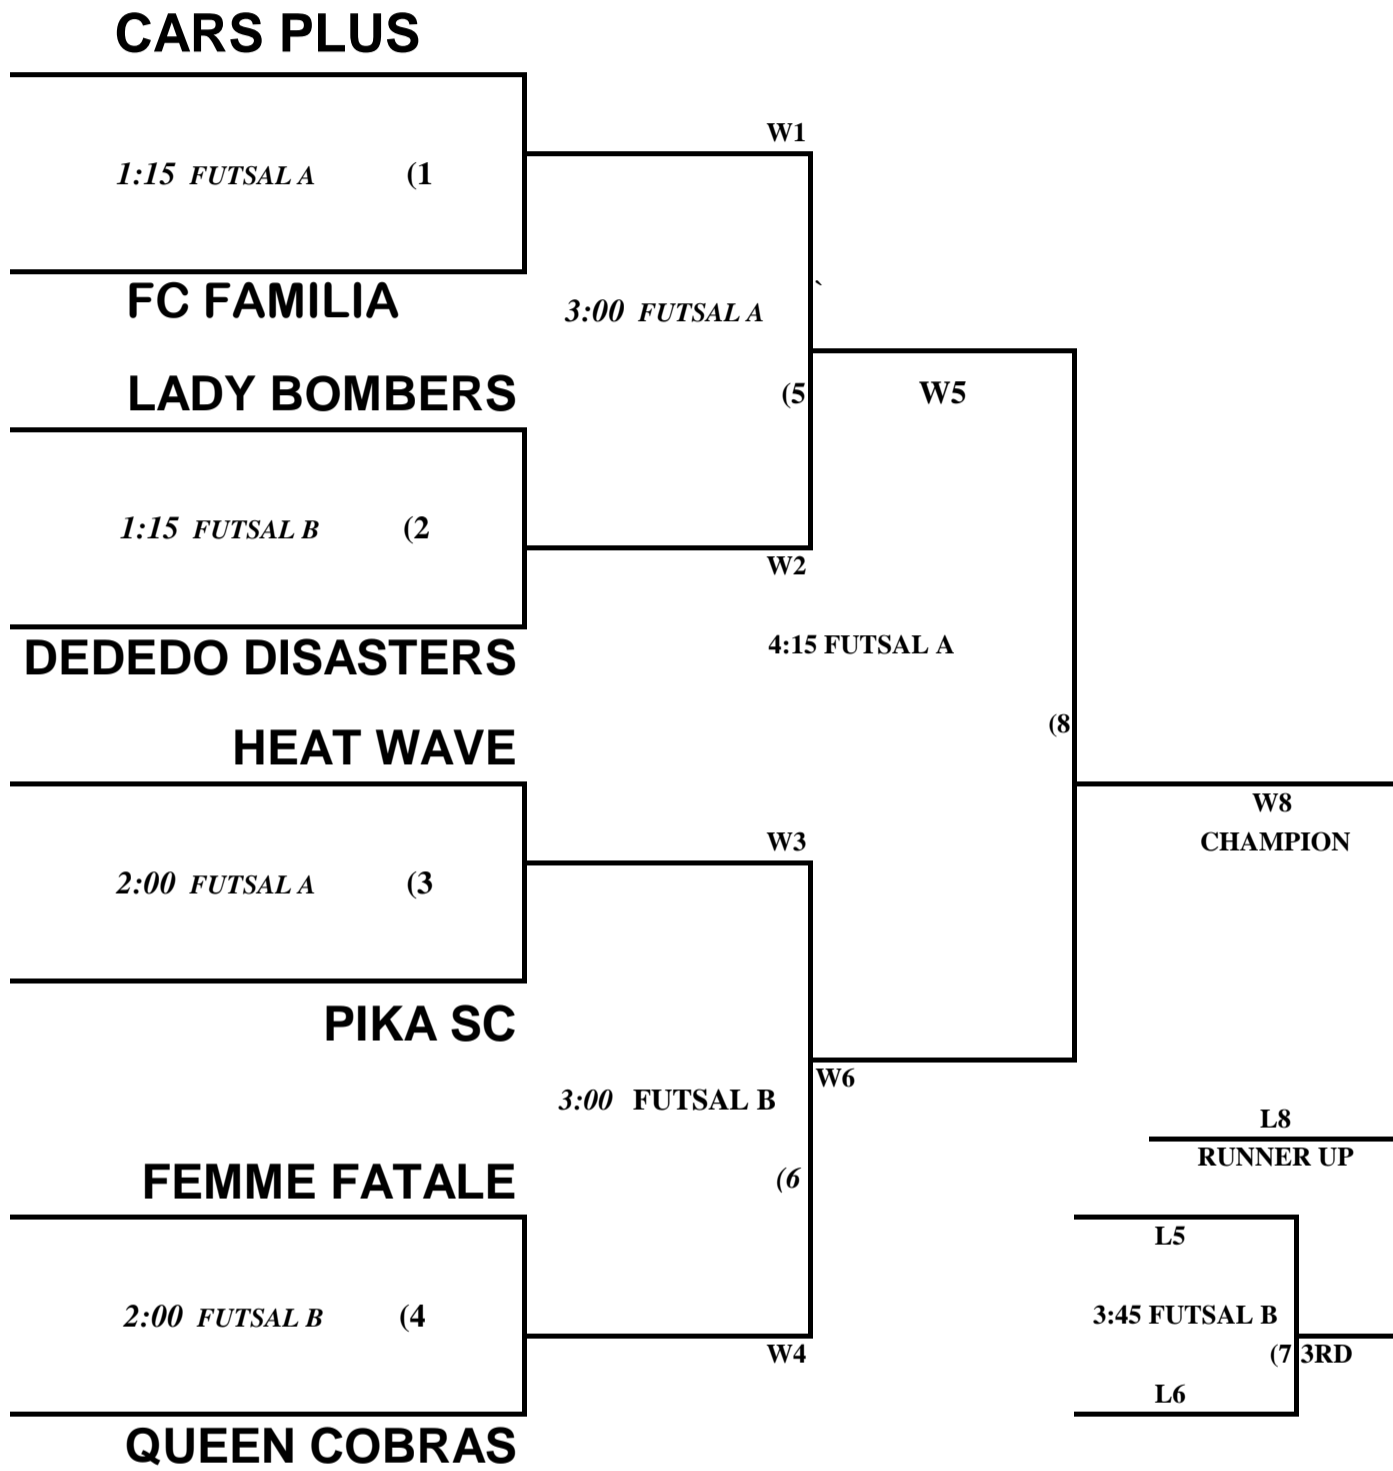 CARS PLUS
W1
1:15 FUTSAL A (1
FC FAMILIA
`
3:00 FUTSAL A
LADY BOMBERS
(5
W5
1:15 FUTSAL B (2
W2
DEDEDO DISASTERS
4:15 FUTSAL A
(8
HEAT WAVE
W8
CHAMPION
W3
2:00 FUTSAL A (3
PIKA SC
W6
3:00 FUTSAL B
L8
RUNNER UP
FEMME FATALE
(6
L5
2:00 FUTSAL B (4
3:45 FUTSAL B
W4
(7 3RD
L6
QUEEN COBRAS